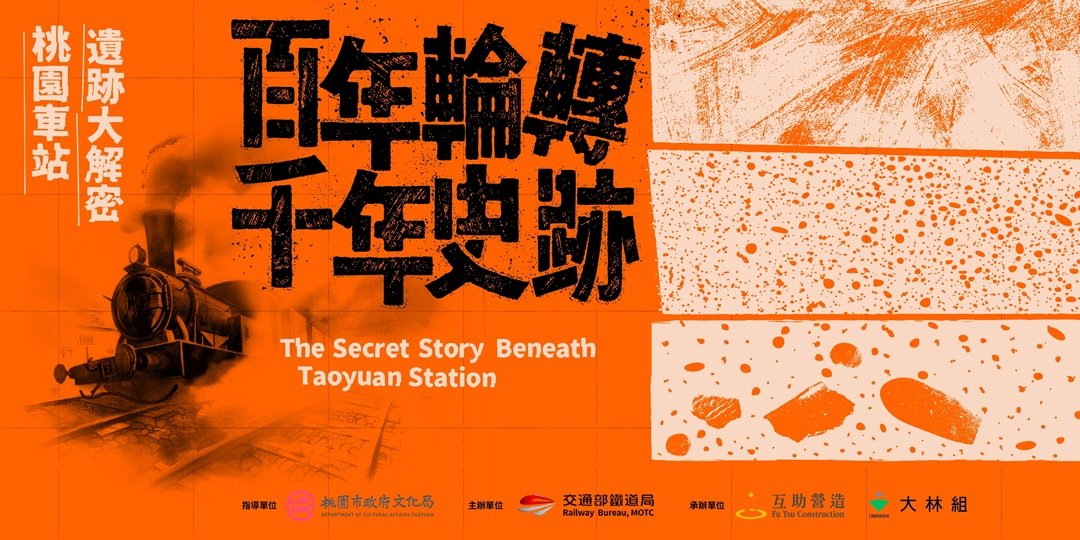 遺跡大解密
桃園車站
百年輪轉
千年史跡
The Secret Story Beneath
Taoyuan Station
指導單位
桃園市政府文化局
DEPARTMENT OF CULTURAL AFFAIRS, TAOYUAN
主辦單位
交通部鐵道局
Railway Bureau, MOTC
承辦單位
互助營造
Fu Tsu Construction
OBAYASHI
大林組